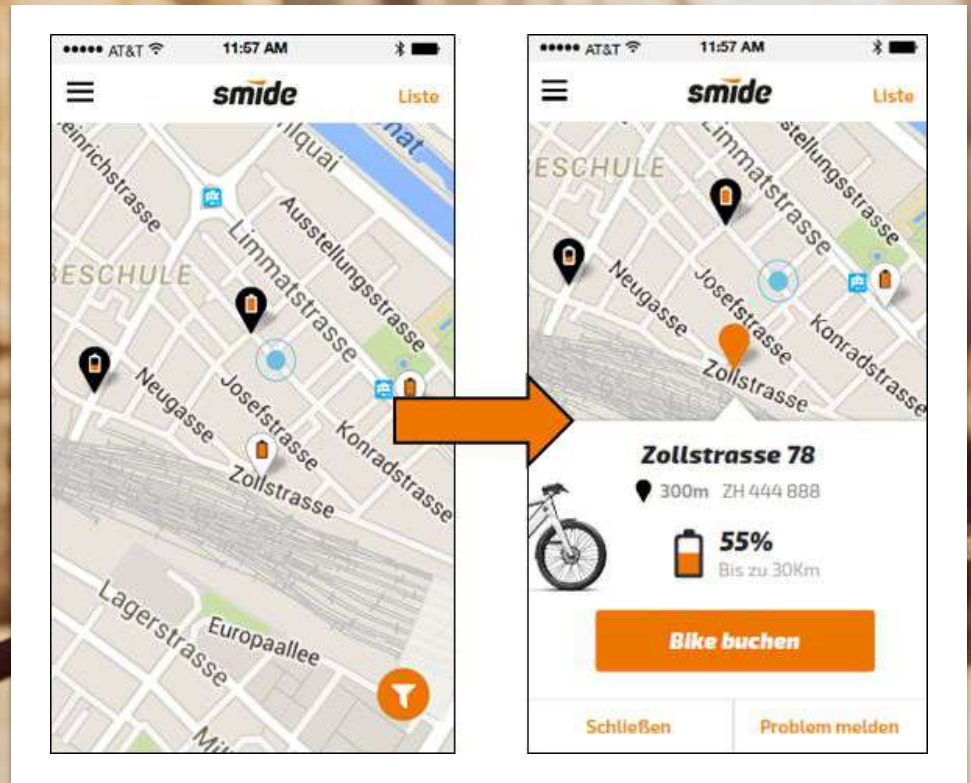 AT&T 11:57 AM
smide
Liste
einrichstrasse
Ausstellungsstrasse
Limmatstrasse
BESCHULE
Josefstrasse
Neugasse
Konradstrasse
Zollstrasse
Lagerstrasse
Europaallee
AT&T 11:57 AM
smide
Liste
ESCHULE
stellungsstrasse
Limmatstrasse
Neugasse
Josefstrasse
Konradstrasse
Zollstrasse
Zollstrasse 78
300m ZH 444 888
55%
Bis zu 30Km
Bike buchen
Schließen
Problem melden